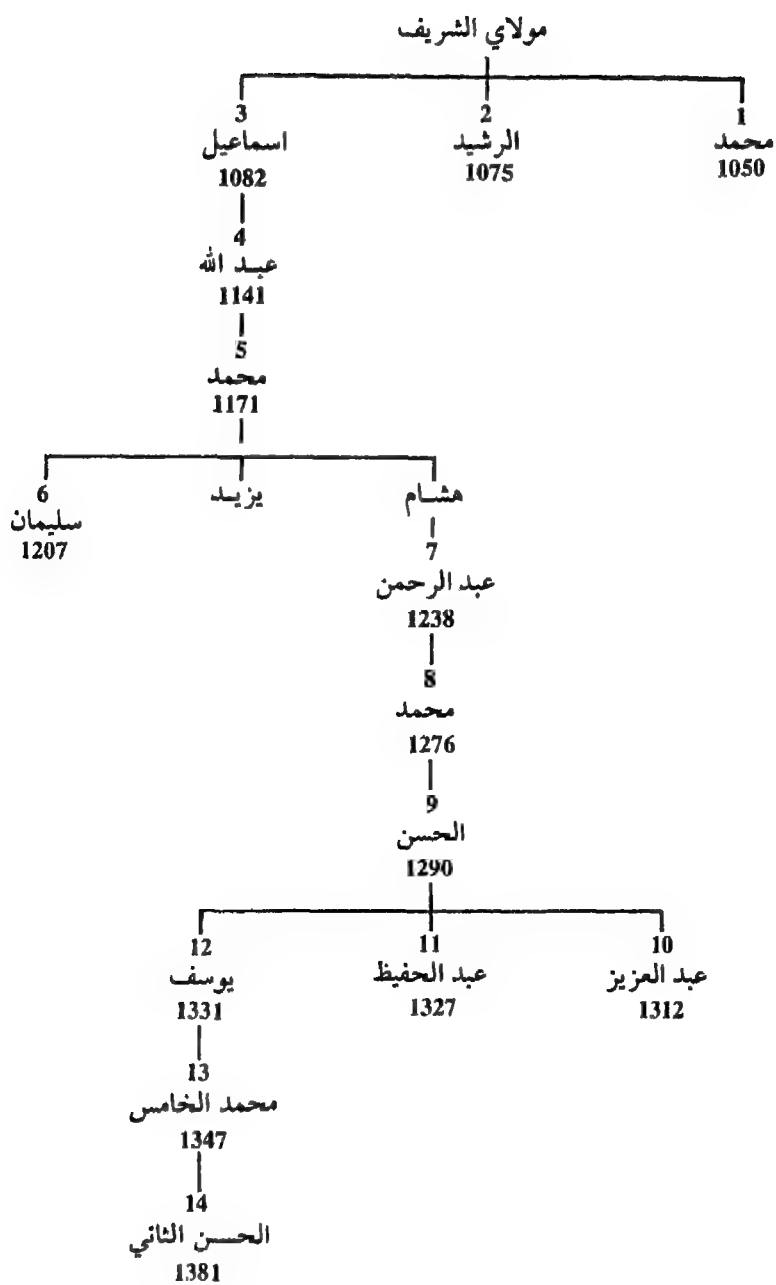 مولاي الشريف
1
محمد
1050
2
الرشيد
1075
3
اسماعيل
1082
4
عبد الله
1141
5
محمد
1171
هشام
يزيد
6
سليمان
1207
7
عبد الرحمن
1238
8
محمد
1276
9
الحسن
1290
10
عبد العزيز
1312
11
عبد الحفيظ
1327
12
يوسف
1331
13
محمد الخامس
1347
14
الحسن الثاني
1381